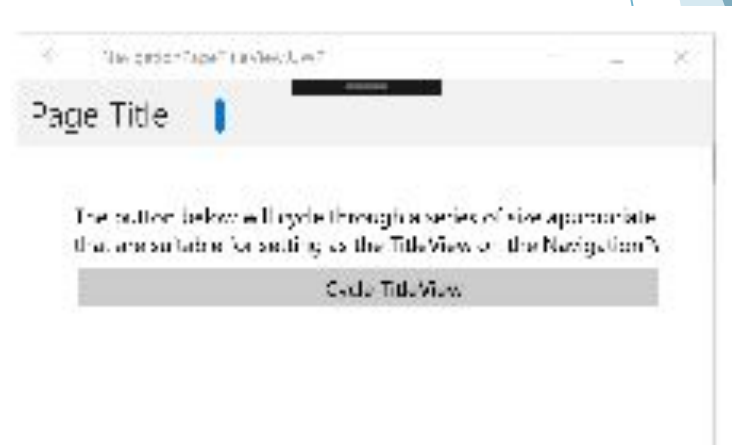 Page Title
The button below will cycle through a series of size appropriate
that are suitable for setting as the TitleView on the
Cycle TitleView